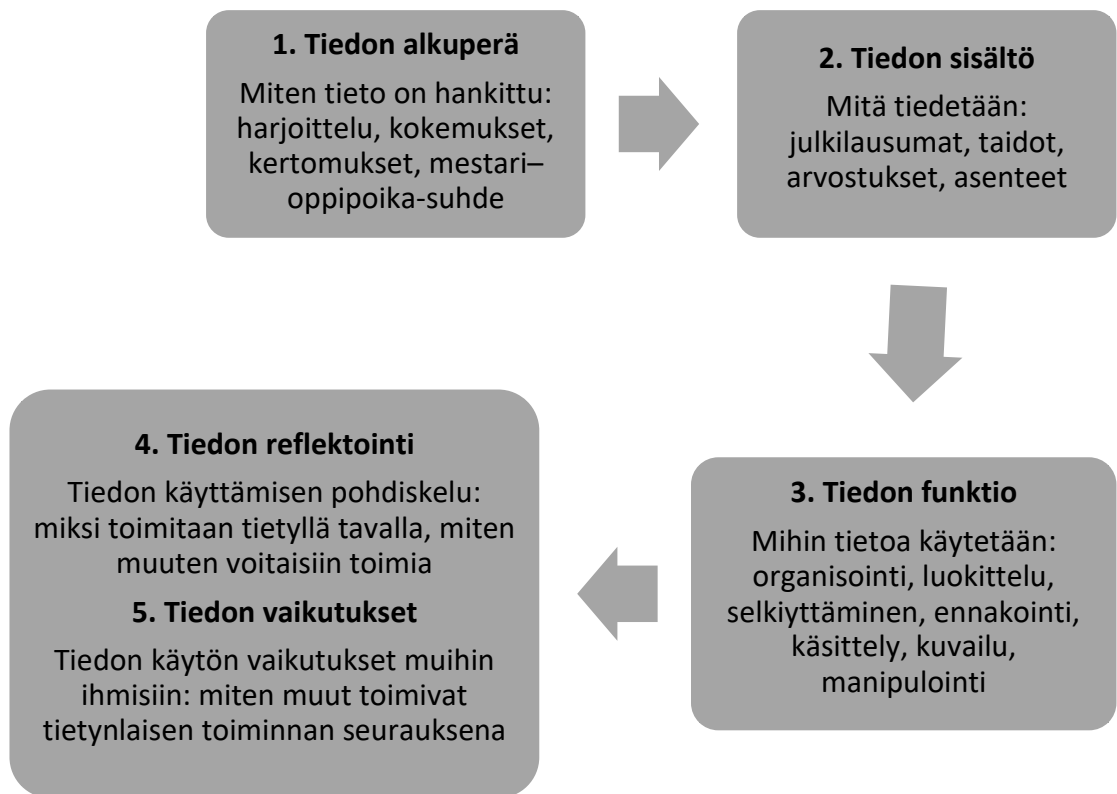 1. Tiedon alkuperä
Miten tieto on hankittu:
harjoittelu, kokemukset,
kertomukset, mestari–
oppipoika-suhde
2. Tiedon sisältö
Mitä tiedetään:
julkilausumat, taidot,
arvostukset, asenteet
3. Tiedon funktio
Mihin tietoa käytetään:
organisointi, luokittelu,
selkiyttäminen, ennakointi,
käsittely, kuvailu,
manipulointi
4. Tiedon reflektointi
Tiedon käyttämisen pohdiskelu:
miksi toimitaan tietyllä tavalla, miten
muuten voitaisiin toimia
5. Tiedon vaikutukset
Tiedon käytön vaikutukset muihin
ihmisiin: miten muut toimivat
tietynlaisen toiminnan seurauksena